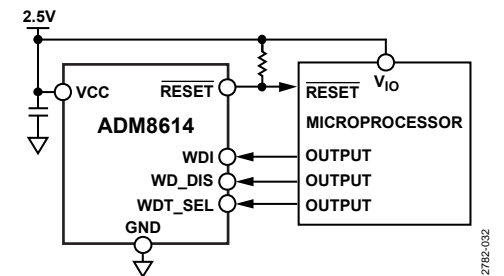 2.5V
VCC
RESET
RESET
VIO
ADM8614
MICROPROCESSOR
WDI
OUTPUT
WD_DIS
OUTPUT
WDT_SEL
OUTPUT
GND
2782-032